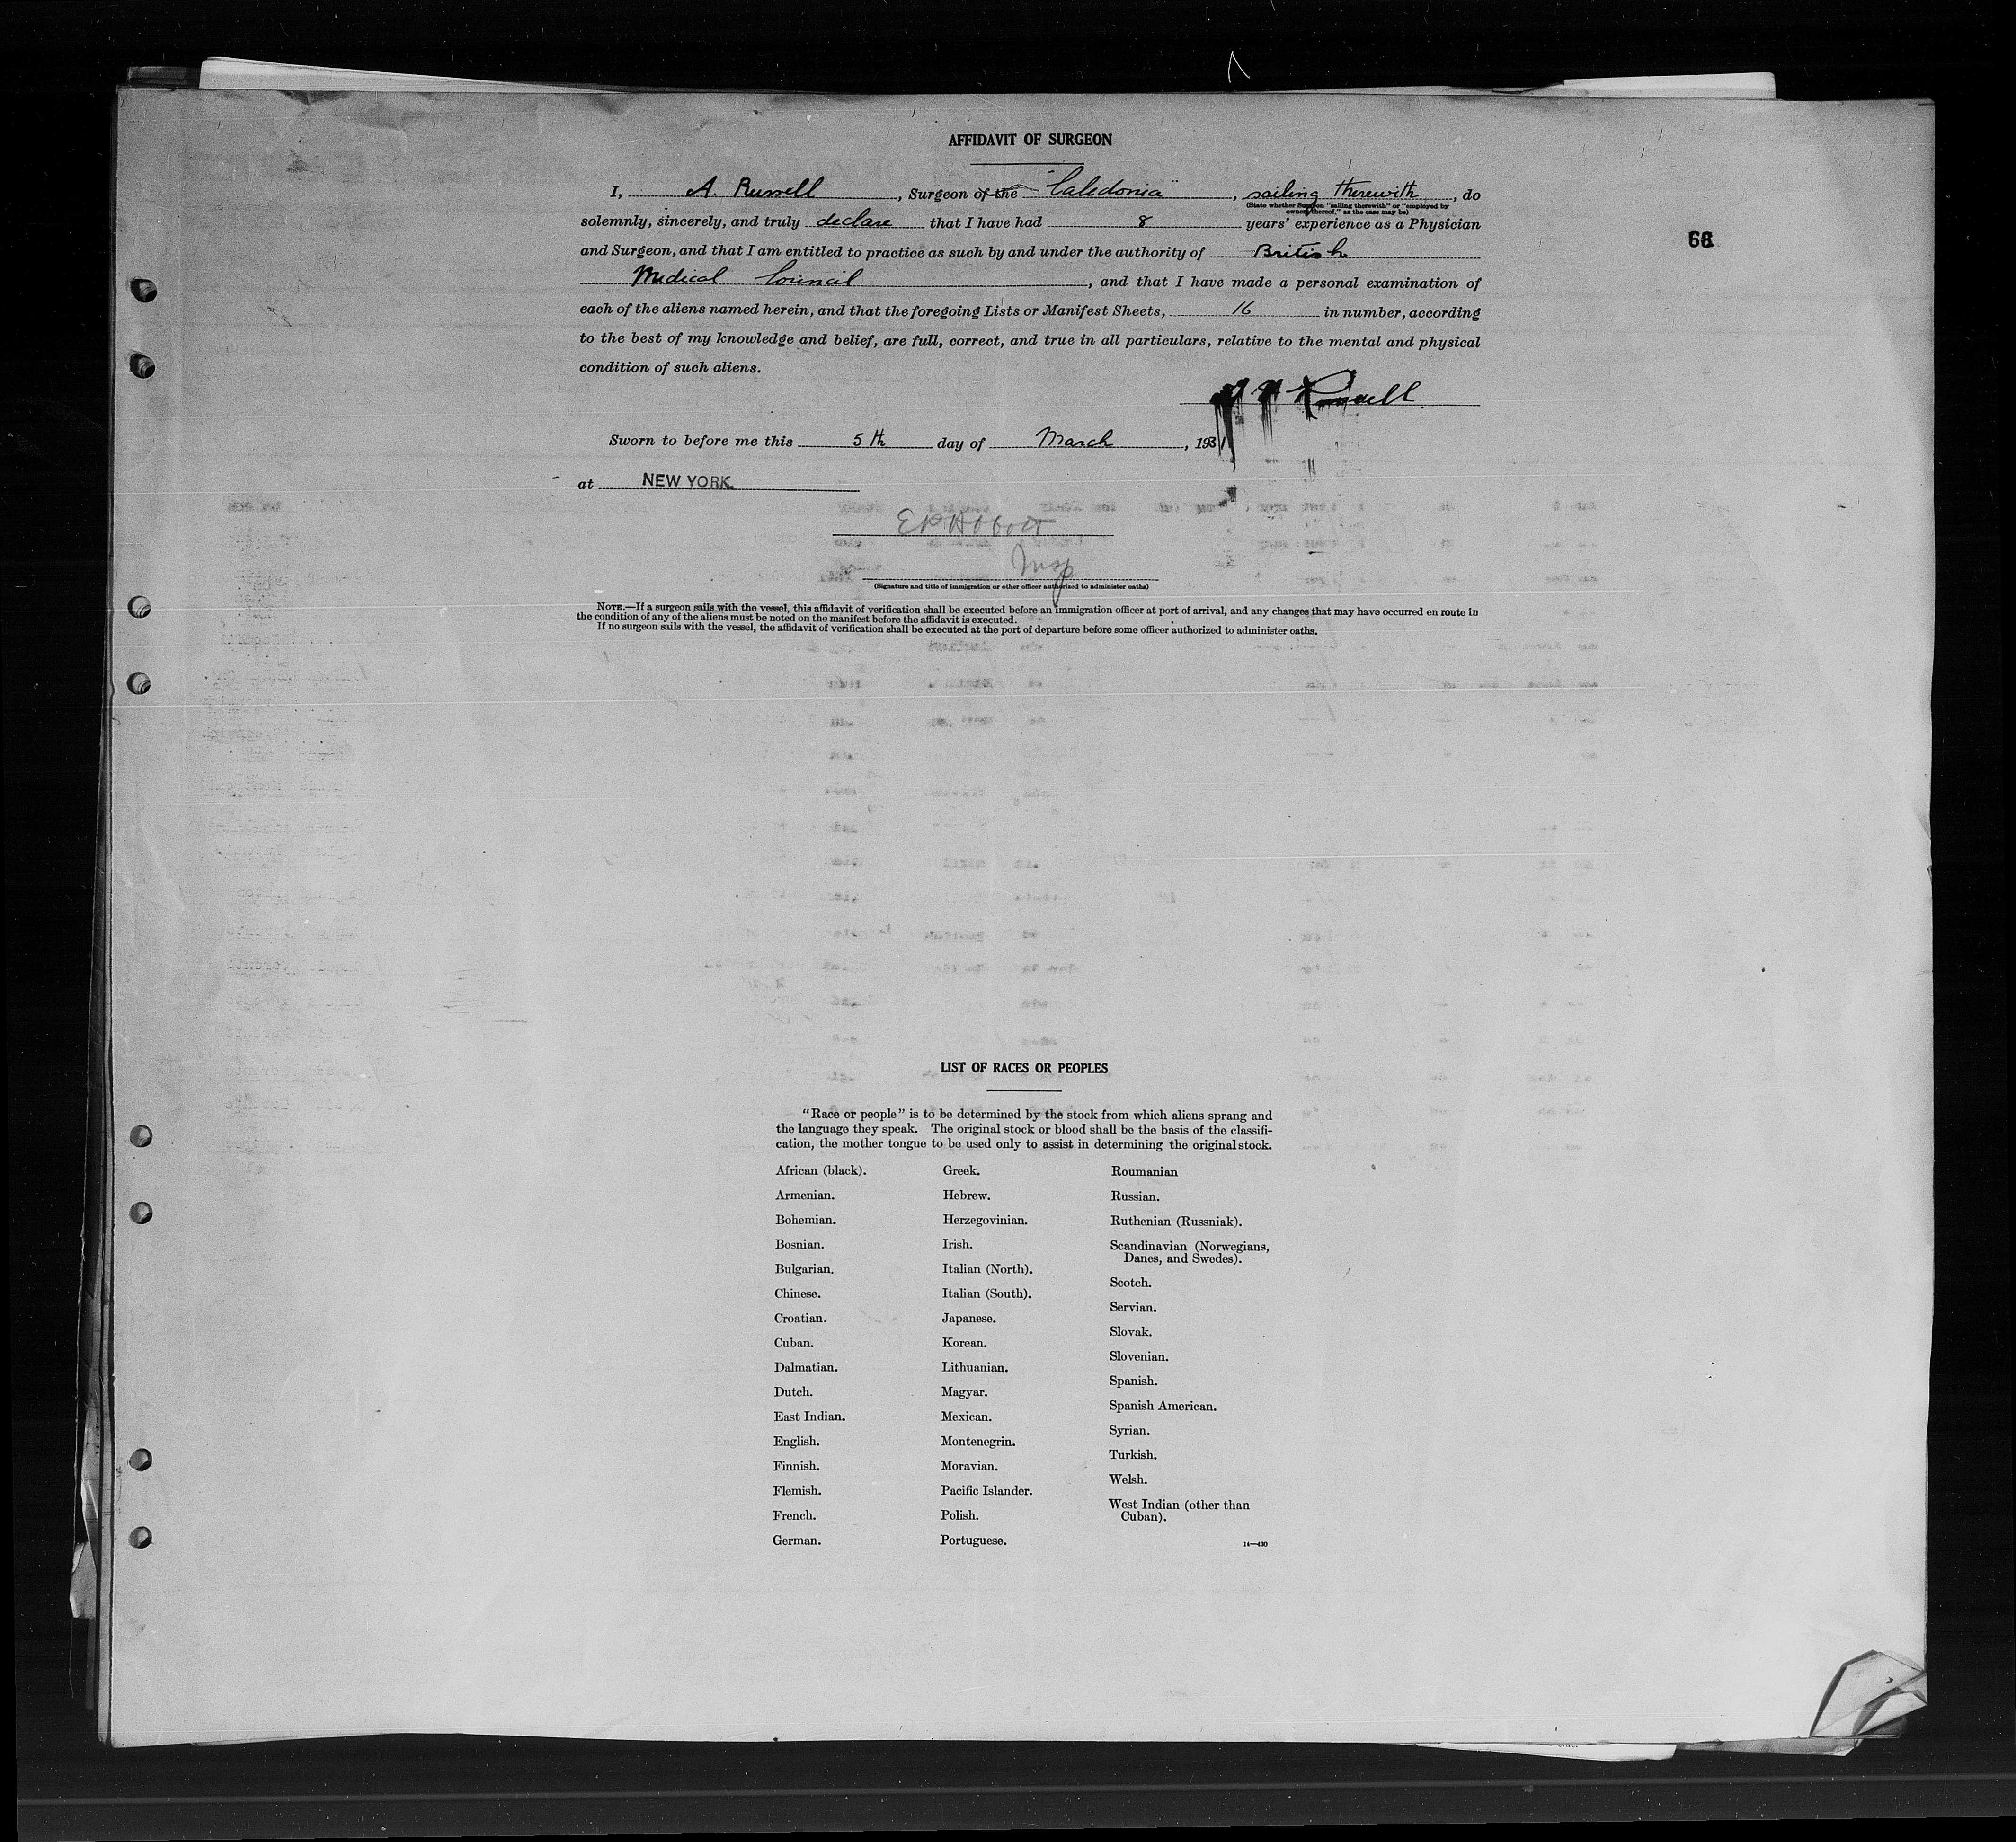 AFFIDAVIT OF SURGEON
I, A. Russell, Surgeon of the "Caledonia", sailing therewith, do
(State whether Surgeon "sailing therewith" or "employed by
owners thereof," as the case may be)
solemnly, sincerely, and truly declare that I have had 8 years' experience as a Physician
68
and Surgeon, and that I am entitled to practice as such by and under the authority of British
Medical Council, and that I have made a personal examination of
each of the aliens named herein, and that the foregoing Lists or Manifest Sheets, 16 in number, according
to the best of my knowledge and belief, are full, correct, and true in all particulars, relative to the mental and physical
condition of such aliens.
Russell
Sworn to before me this 5th day of March, 1931
at NEW YORK.
Insp
(Signature and title of immigration or other officer authorized to administer oaths)
NOTE.—If a surgeon sails with the vessel, this affidavit of verification shall be executed before an immigration officer at port of arrival, and any changes that may have occurred en route in
the condition of any of the aliens must be noted on the manifest before the affidavit is executed.
If no surgeon sails with the vessel, the affidavit of verification shall be executed at the port of departure before some officer authorized to administer oaths.
LIST OF RACES OR PEOPLES
"Race or people" is to be determined by the stock from which aliens sprang and
the language they speak. The original stock or blood shall be the basis of the classifi-
cation, the mother tongue to be used only to assist in determining the original stock.
African (black).
Armenian.
Bohemian.
Bosnian.
Bulgarian.
Chinese.
Croatian.
Cuban.
Dalmatian.
Dutch.
East Indian.
English.
Finnish.
Flemish.
French.
German.
Greek.
Hebrew.
Herzegovinian.
Irish.
Italian (North).
Italian (South).
Japanese.
Korean.
Lithuanian.
Magyar.
Mexican.
Montenegrin.
Moravian.
Pacific Islander.
Polish.
Portuguese.
Roumanian
Russian.
Ruthenian (Russniak).
Scandinavian (Norwegians,
Danes, and Swedes).
Scotch.
Servian.
Slovak.
Slovenian.
Spanish.
Spanish American.
Syrian.
Turkish.
Welsh.
West Indian (other than
Cuban).
14—430